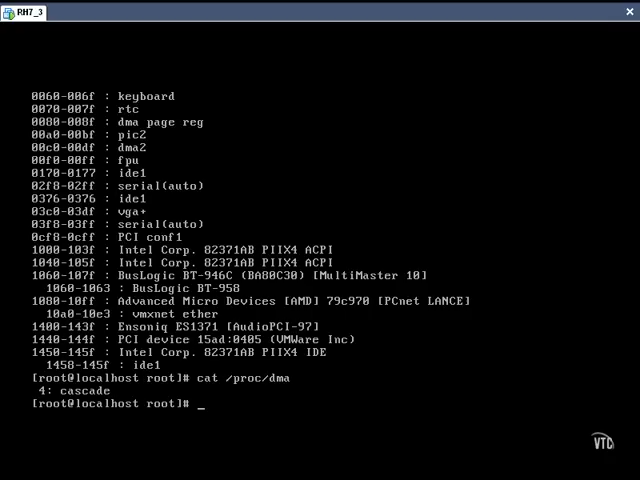 RH7_3
0060-006f : keyboard
0070-007f : rtc
0080-008f : dma page reg
00a0-00bf : pic2
00c0-00df : dma2
00f0-00ff : fpu
0170-0177 : ide1
02f8-02ff : serial(auto)
0376-0376 : ide1
03c0-03df : vga+
03f8-03ff : serial(auto)
0cf8-0cff : PCI conf1
1000-103f : Intel Corp. 82371AB PIIX4 ACPI
1040-105f : Intel Corp. 82371AB PIIX4 ACPI
1060-107f : BusLogic BT-946C (BA80C30) [MultiMaster 10]
  1060-1063 : BusLogic BT-958
1080-10ff : Advanced Micro Devices [AMD] 79c970 [PCnet LANCE]
  10a0-10e3 : vmxnet ether
1400-143f : Ensoniq ES1371 [AudioPCI-97]
1440-144f : PCI device 15ad:0405 (VMWare Inc)
1450-145f : Intel Corp. 82371AB PIIX4 IDE
  1458-145f : ide1
[root@localhost root]# cat /proc/dma
 4: cascade
[root@localhost root]# _
VTC